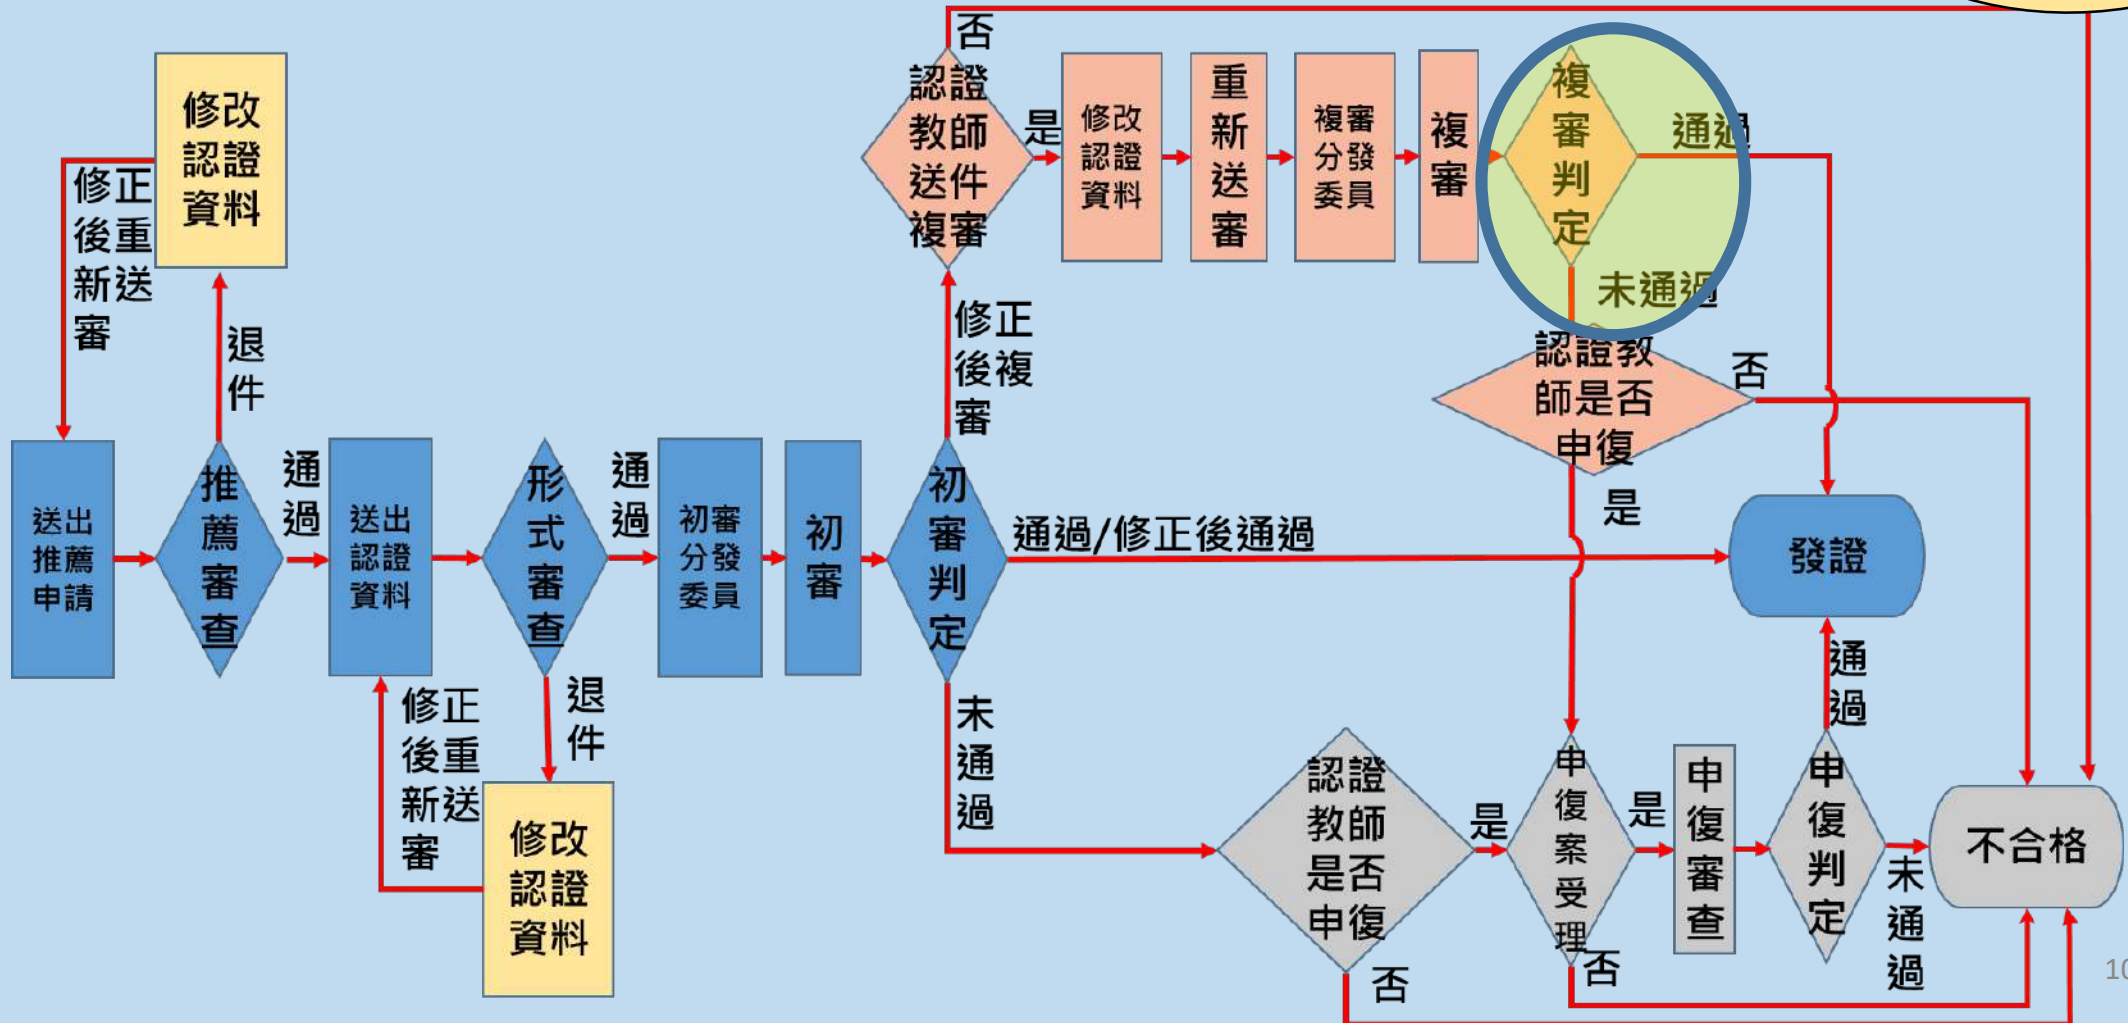 否
修改
認證
資料
修正
後重
新送
審
退
件
認證
教師
送件
複審
是
修改
認證
資料
重
新
送
審
複審
分發
委員
複
審
複
審
判
定
通過
未通過
修正
後複
審
認證教
師是否
申復
否
是
送出
推薦
申請
推
薦
審
查
通
過
送出
認證
資料
形
式
審
查
通
過
初審
分發
委員
初
審
初
審
判
定
通過/修正後通過
發證
修正
後重
新送
審
退
件
修改
認證
資料
未
通
過
認證
教師
是否
申復
是
否
申
復
案
受
理
是
否
申
復
審
查
申
復
判
定
通
過
未
通
過
不合格
10